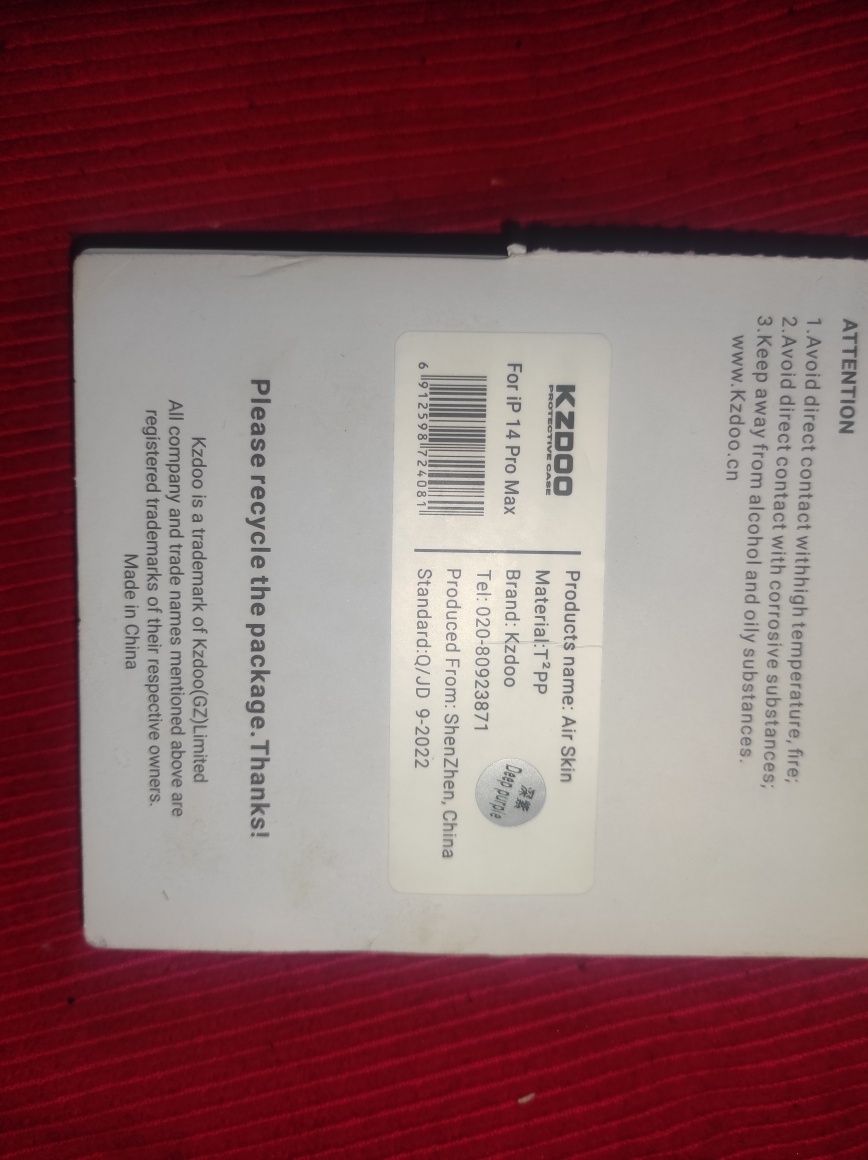 ATTENTION
1.Avoid direct contact withhigh temperature, fire;
2.Avoid direct contact with corrosive substances;
3.Keep away from alcohol and oily substances.
www.Kzdoo.cn
KZDOO
PROTECTIVE CASE
For iP 14 Pro Max
6 912598 724081
Products name: Air Skin
Material:T²PP
Brand: Kzdoo
Tel: 020-80923871
Produced From: ShenZhen, China
Standard:Q/JD 9-2022
Deep purple
Please recycle the package.Thanks!
Kzdoo is a trademark of Kzdoo(GZ)Limited
All company and trade names mentioned above are
registered trademarks of their respective owners.
Made in China